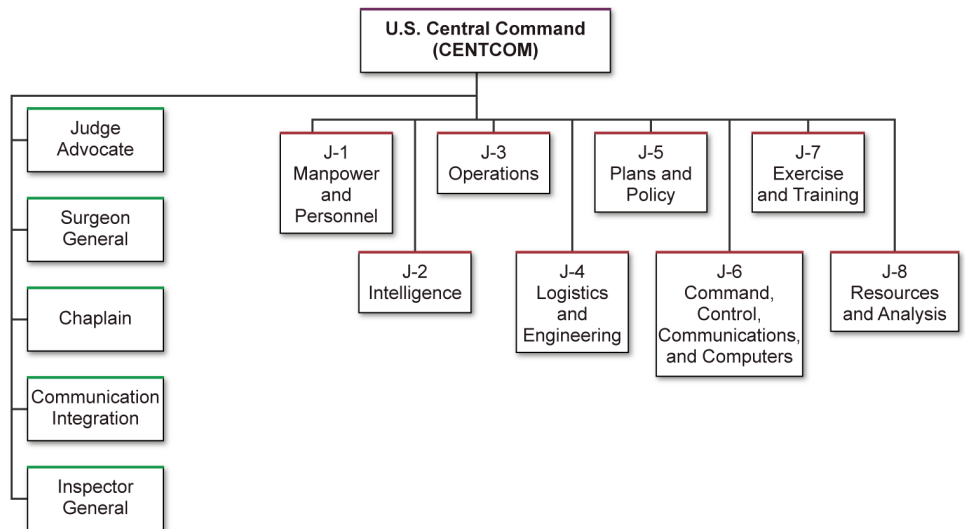 U.S. Central Command
(CENTCOM)
Judge
Advocate
Surgeon
General
Chaplain
Communication
Integration
Inspector
General
J-1
Manpower
and
Personnel
J-2
Intelligence
J-3
Operations
J-4
Logistics
and
Engineering
J-5
Plans and
Policy
J-6
Command,
Control,
Communications,
and Computers
J-7
Exercise
and Training
J-8
Resources
and Analysis